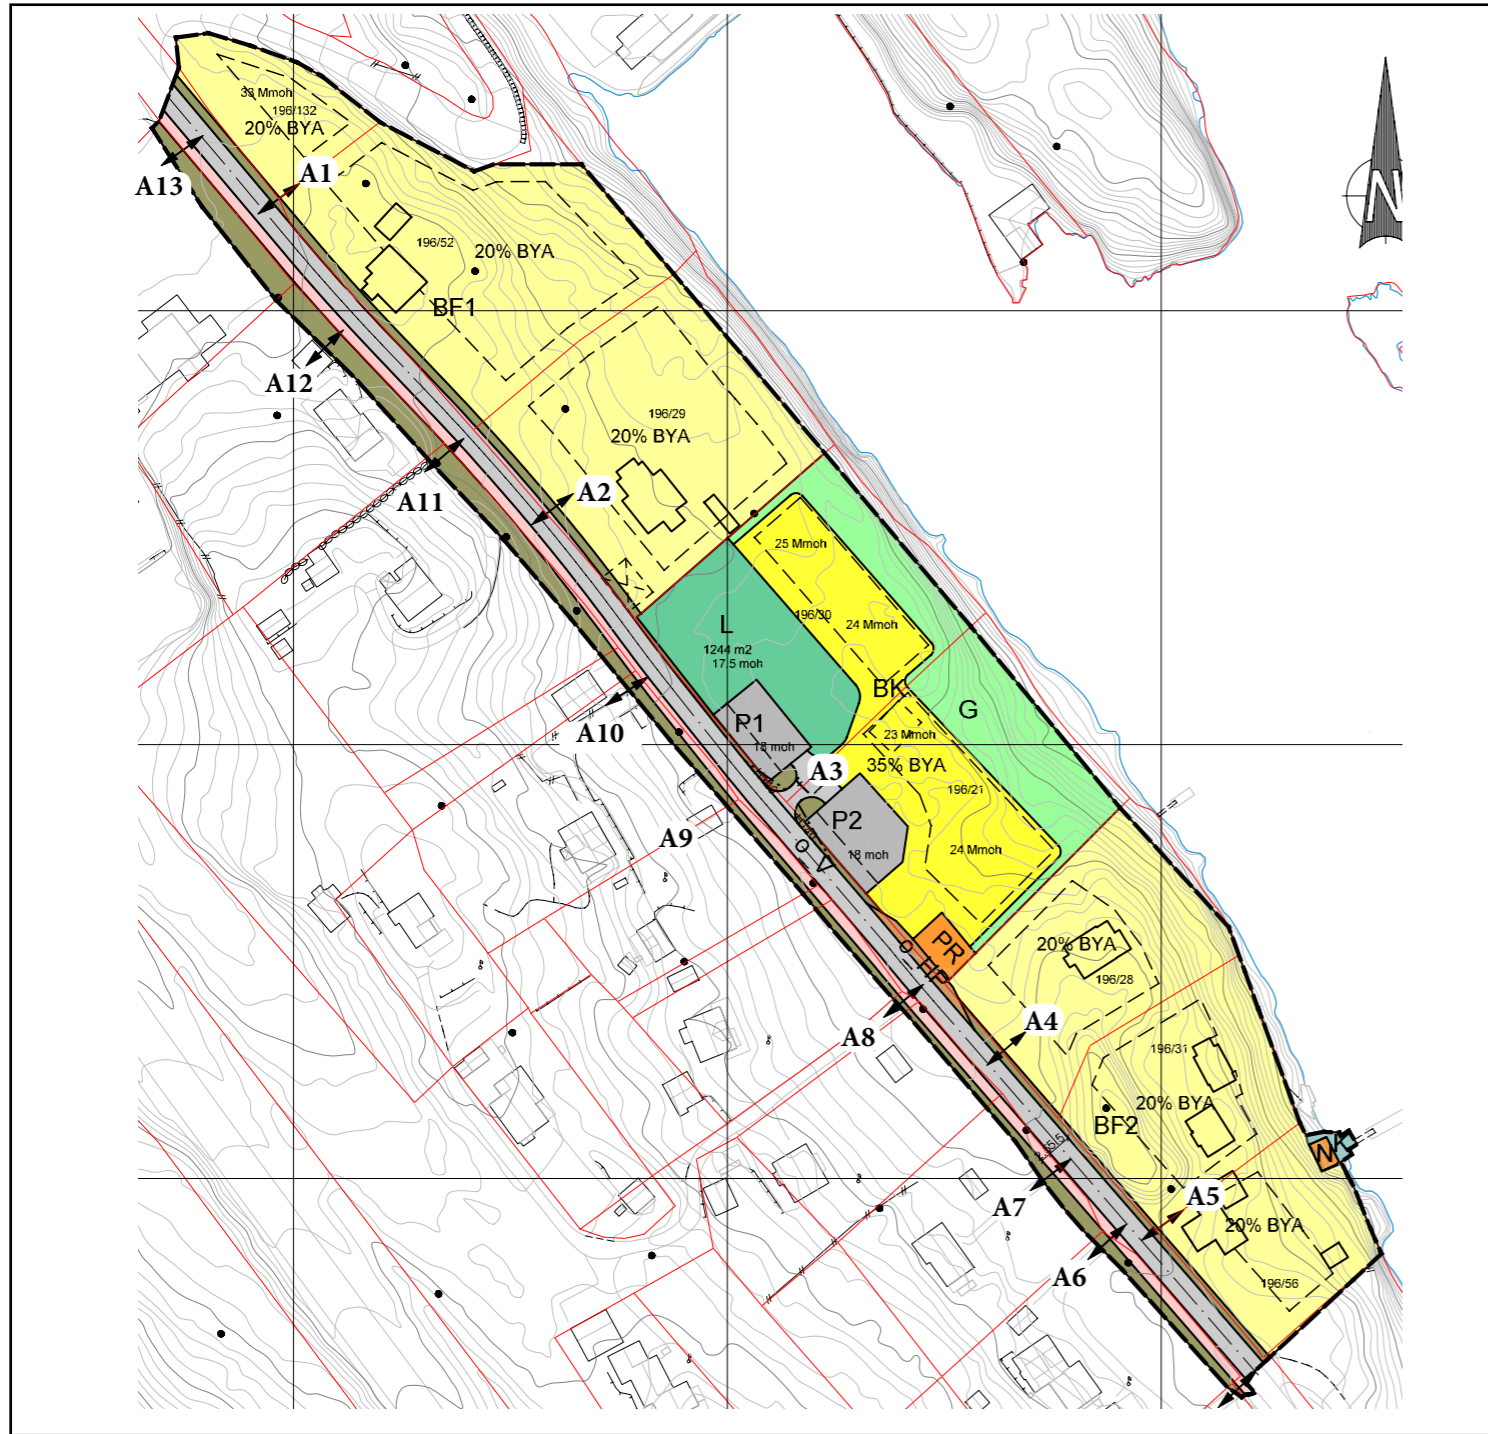 33 Mmoh
196/132
20% BYA
A13
A1
196/52
20% BYA
BF1
N
A12
196/29
20% BYA
A11
A2
25 Mmoh
196/30
24 Mmoh
L
1244 m2
17.5 moh
BK
G
A10
P1
18 moh
23 Mmoh
35% BYA
A3
196/21
P2
18 moh
24 Mmoh
A9
o V
PR
o HP
20% BYA
196/28
A8
A4
196/31
20% BYA
BF2
A7
A5
20% BYA
A6
196/56